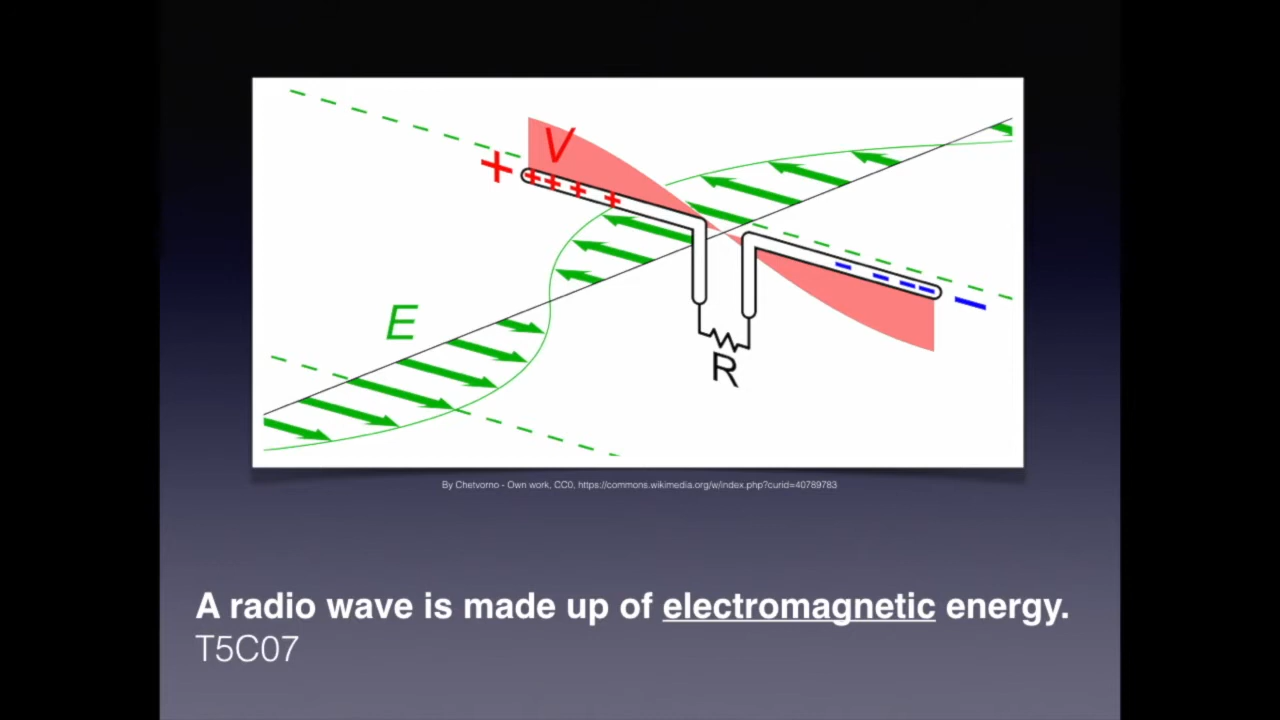 V
E
R
By Chetvorno - Own work, CC0, https://commons.wikimedia.org/w/index.php?curid=40789783
A radio wave is made up of electromagnetic energy.
T5C07